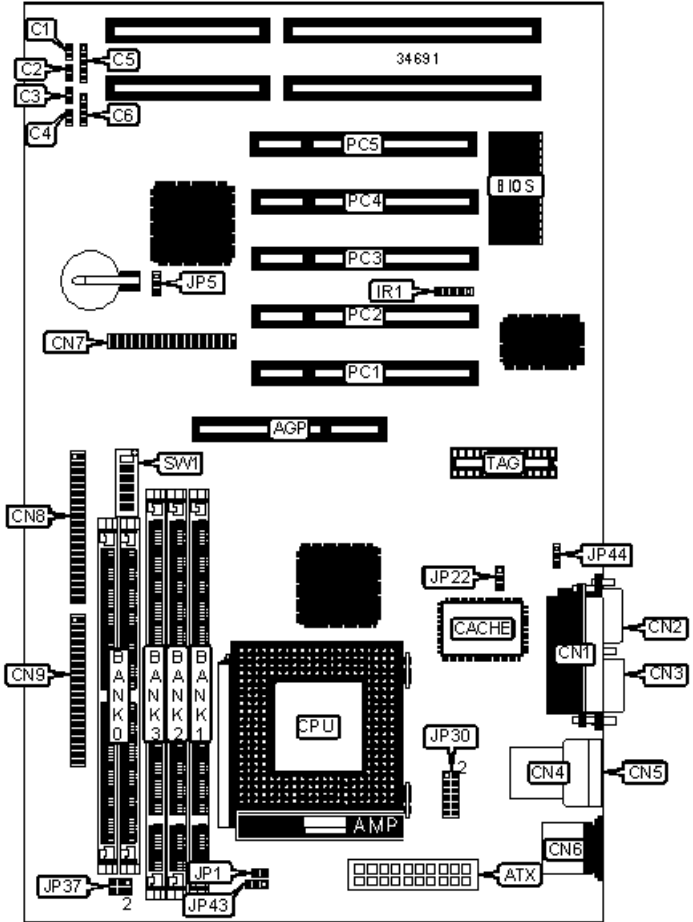 C1
C5
34691
C2
C3
C6
C4
PC5
BIOS
PC4
PC3
JP5
IR1
PC2
CN7
PC1
AGP
SW1
TAG
CN8
JP44
JP22
CACHE
CN2
CN1
CN3
CN9
BANK0
BANK3
BANK2
BANK1
CPU
JP30
2
CN4
CN5
AMP
CN6
JP1
ATX
JP37
2
JP43